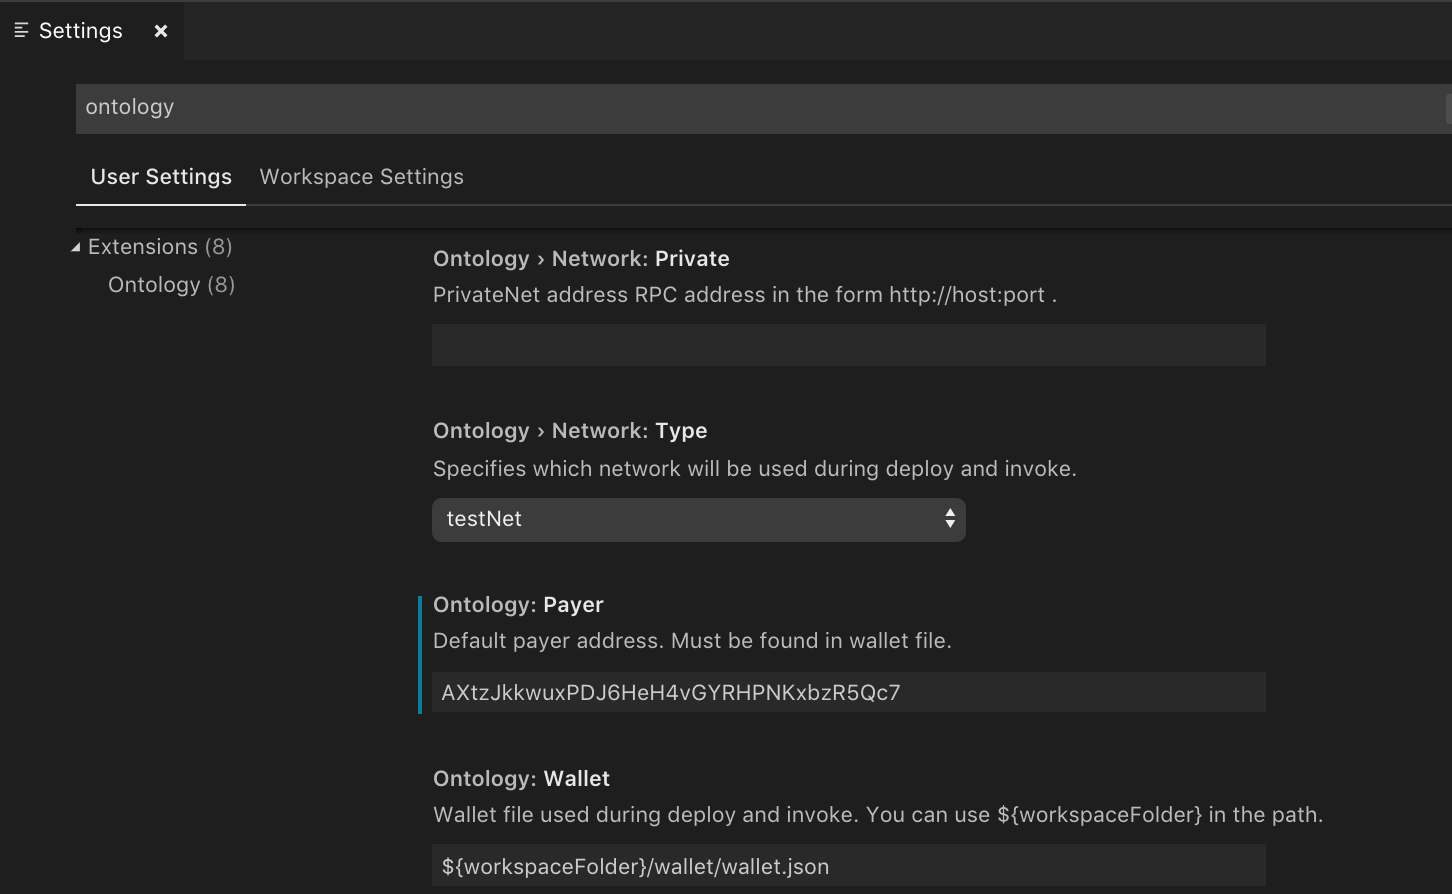 Settings
ontology
User Settings Workspace Settings
Extensions (8)
Ontology (8)
Ontology › Network: Private
PrivateNet address RPC address in the form http://host:port .
Ontology › Network: Type
Specifies which network will be used during deploy and invoke.
testNet
Ontology: Payer
Default payer address. Must be found in wallet file.
AXtzJkkwuxPDJ6HeH4vGYRHPNKxbzR5Qc7
Ontology: Wallet
Wallet file used during deploy and invoke. You can use ${workspaceFolder} in the path.
${workspaceFolder}/wallet/wallet.json